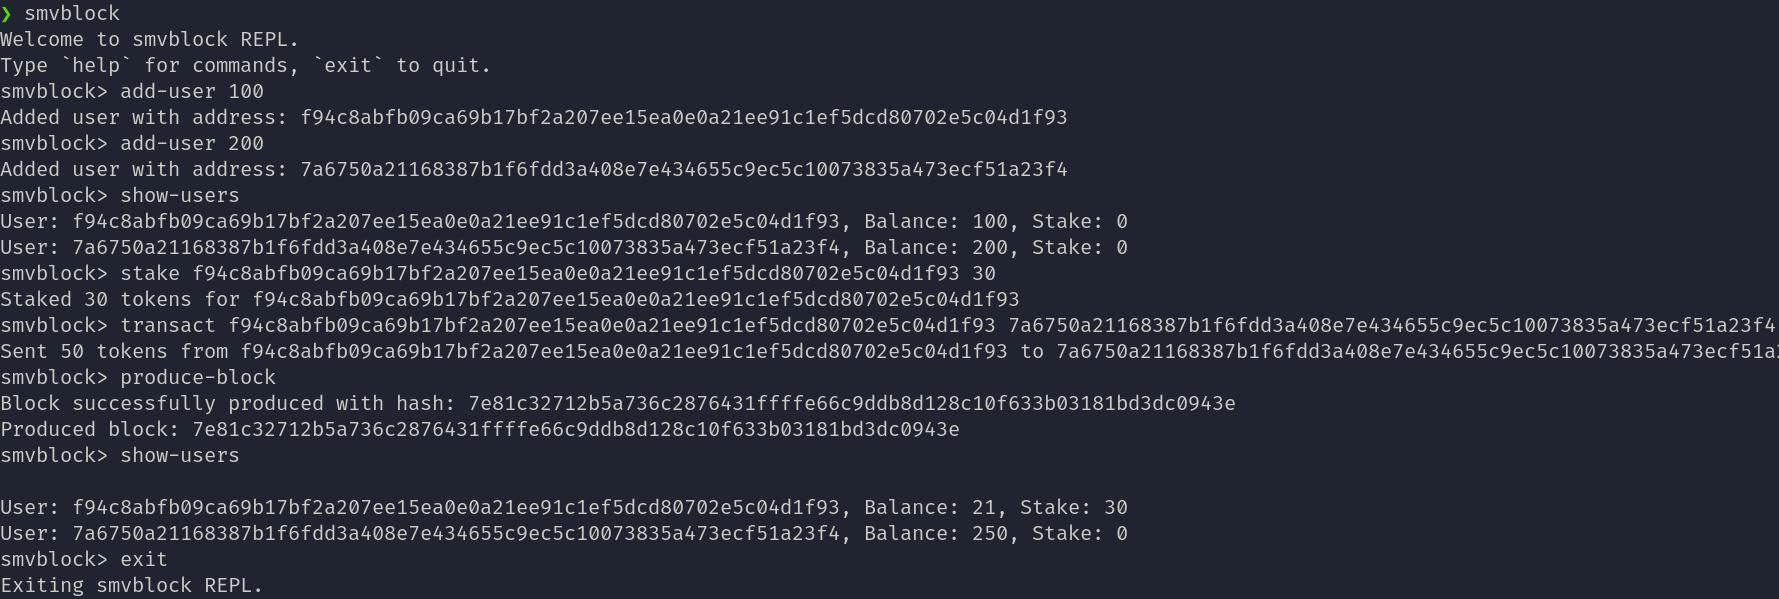 ❯ smvblock
Welcome to smvblock REPL.
Type `help` for commands, `exit` to quit.
smvblock> add-user 100
Added user with address: f94c8abfb09ca69b17bf2a207ee15ea0e0a21ee91c1ef5dcd80702e5c04d1f93
smvblock> add-user 200
Added user with address: 7a6750a21168387b1f6fdd3a408e7e434655c9ec5c10073835a473ecf51a23f4
smvblock> show-users
User: f94c8abfb09ca69b17bf2a207ee15ea0e0a21ee91c1ef5dcd80702e5c04d1f93, Balance: 100, Stake: 0
User: 7a6750a21168387b1f6fdd3a408e7e434655c9ec5c10073835a473ecf51a23f4, Balance: 200, Stake: 0
smvblock> stake f94c8abfb09ca69b17bf2a207ee15ea0e0a21ee91c1ef5dcd80702e5c04d1f93 30
Staked 30 tokens for f94c8abfb09ca69b17bf2a207ee15ea0e0a21ee91c1ef5dcd80702e5c04d1f93
smvblock> transact f94c8abfb09ca69b17bf2a207ee15ea0e0a21ee91c1ef5dcd80702e5c04d1f93 7a6750a21168387b1f6fdd3a408e7e434655c9ec5c10073835a473ecf51a23f4
Sent 50 tokens from f94c8abfb09ca69b17bf2a207ee15ea0e0a21ee91c1ef5dcd80702e5c04d1f93 to 7a6750a21168387b1f6fdd3a408e7e434655c9ec5c10073835a473ecf51a
smvblock> produce-block
Block successfully produced with hash: 7e81c32712b5a736c2876431ffffe66c9ddb8d128c10f633b03181bd3dc0943e
Produced block: 7e81c32712b5a736c2876431ffffe66c9ddb8d128c10f633b03181bd3dc0943e
smvblock> show-users
User: f94c8abfb09ca69b17bf2a207ee15ea0e0a21ee91c1ef5dcd80702e5c04d1f93, Balance: 21, Stake: 30
User: 7a6750a21168387b1f6fdd3a408e7e434655c9ec5c10073835a473ecf51a23f4, Balance: 250, Stake: 0
smvblock> exit
Exiting smvblock REPL.